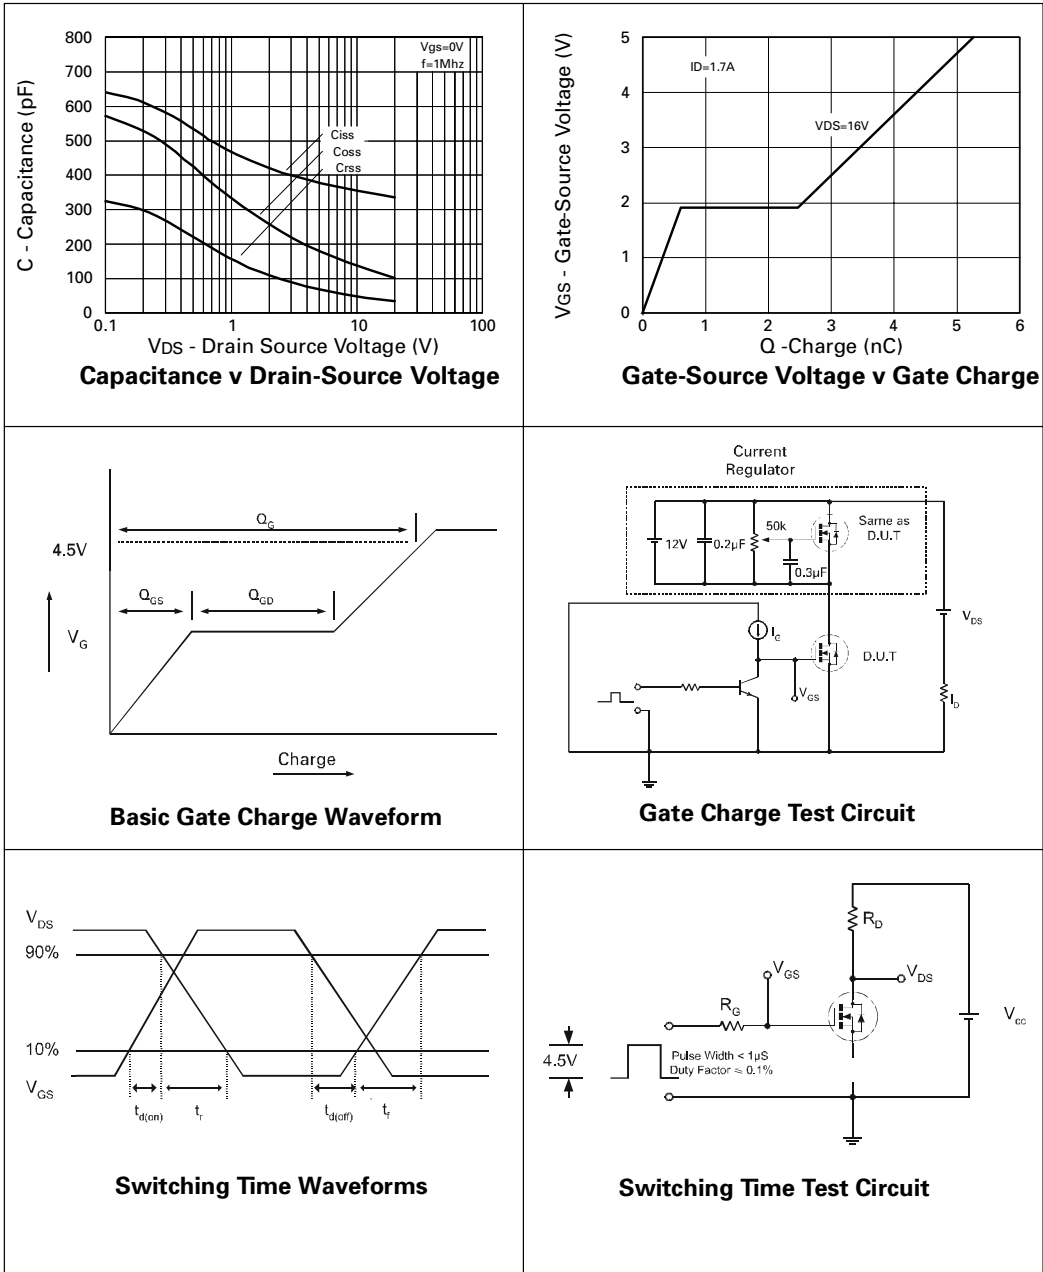 800
700
600
500
400
300
200
100
0
0.1
1
10
100
Vgs=0V
f=1Mhz
Ciss
Coss
Crss
C - Capacitance (pF)
VDS - Drain Source Voltage (V)
Capacitance v Drain-Source Voltage
5
4
3
2
1
0
0
1
2
3
4
5
6
ID=1.7A
VDS=16V
VGS - Gate-Source Voltage (V)
Q -Charge (nC)
Gate-Source Voltage v Gate Charge
QG
4.5V
QGS
QGD
VG
Charge
Basic Gate Charge Waveform
Current
Regulator
12V
0.2µF
50k
0.3µF
Same as
D.U.T
IG
VDS
D.U.T
VGS
ID
Gate Charge Test Circuit
VDS
90%
10%
VGS
td(on)
tr
td(off)
tf
Switching Time Waveforms
RD
VGS
VDS
RG
Vcc
4.5V
Pulse Width < 1µS
Duty Factor ≤ 0.1%
Switching Time Test Circuit